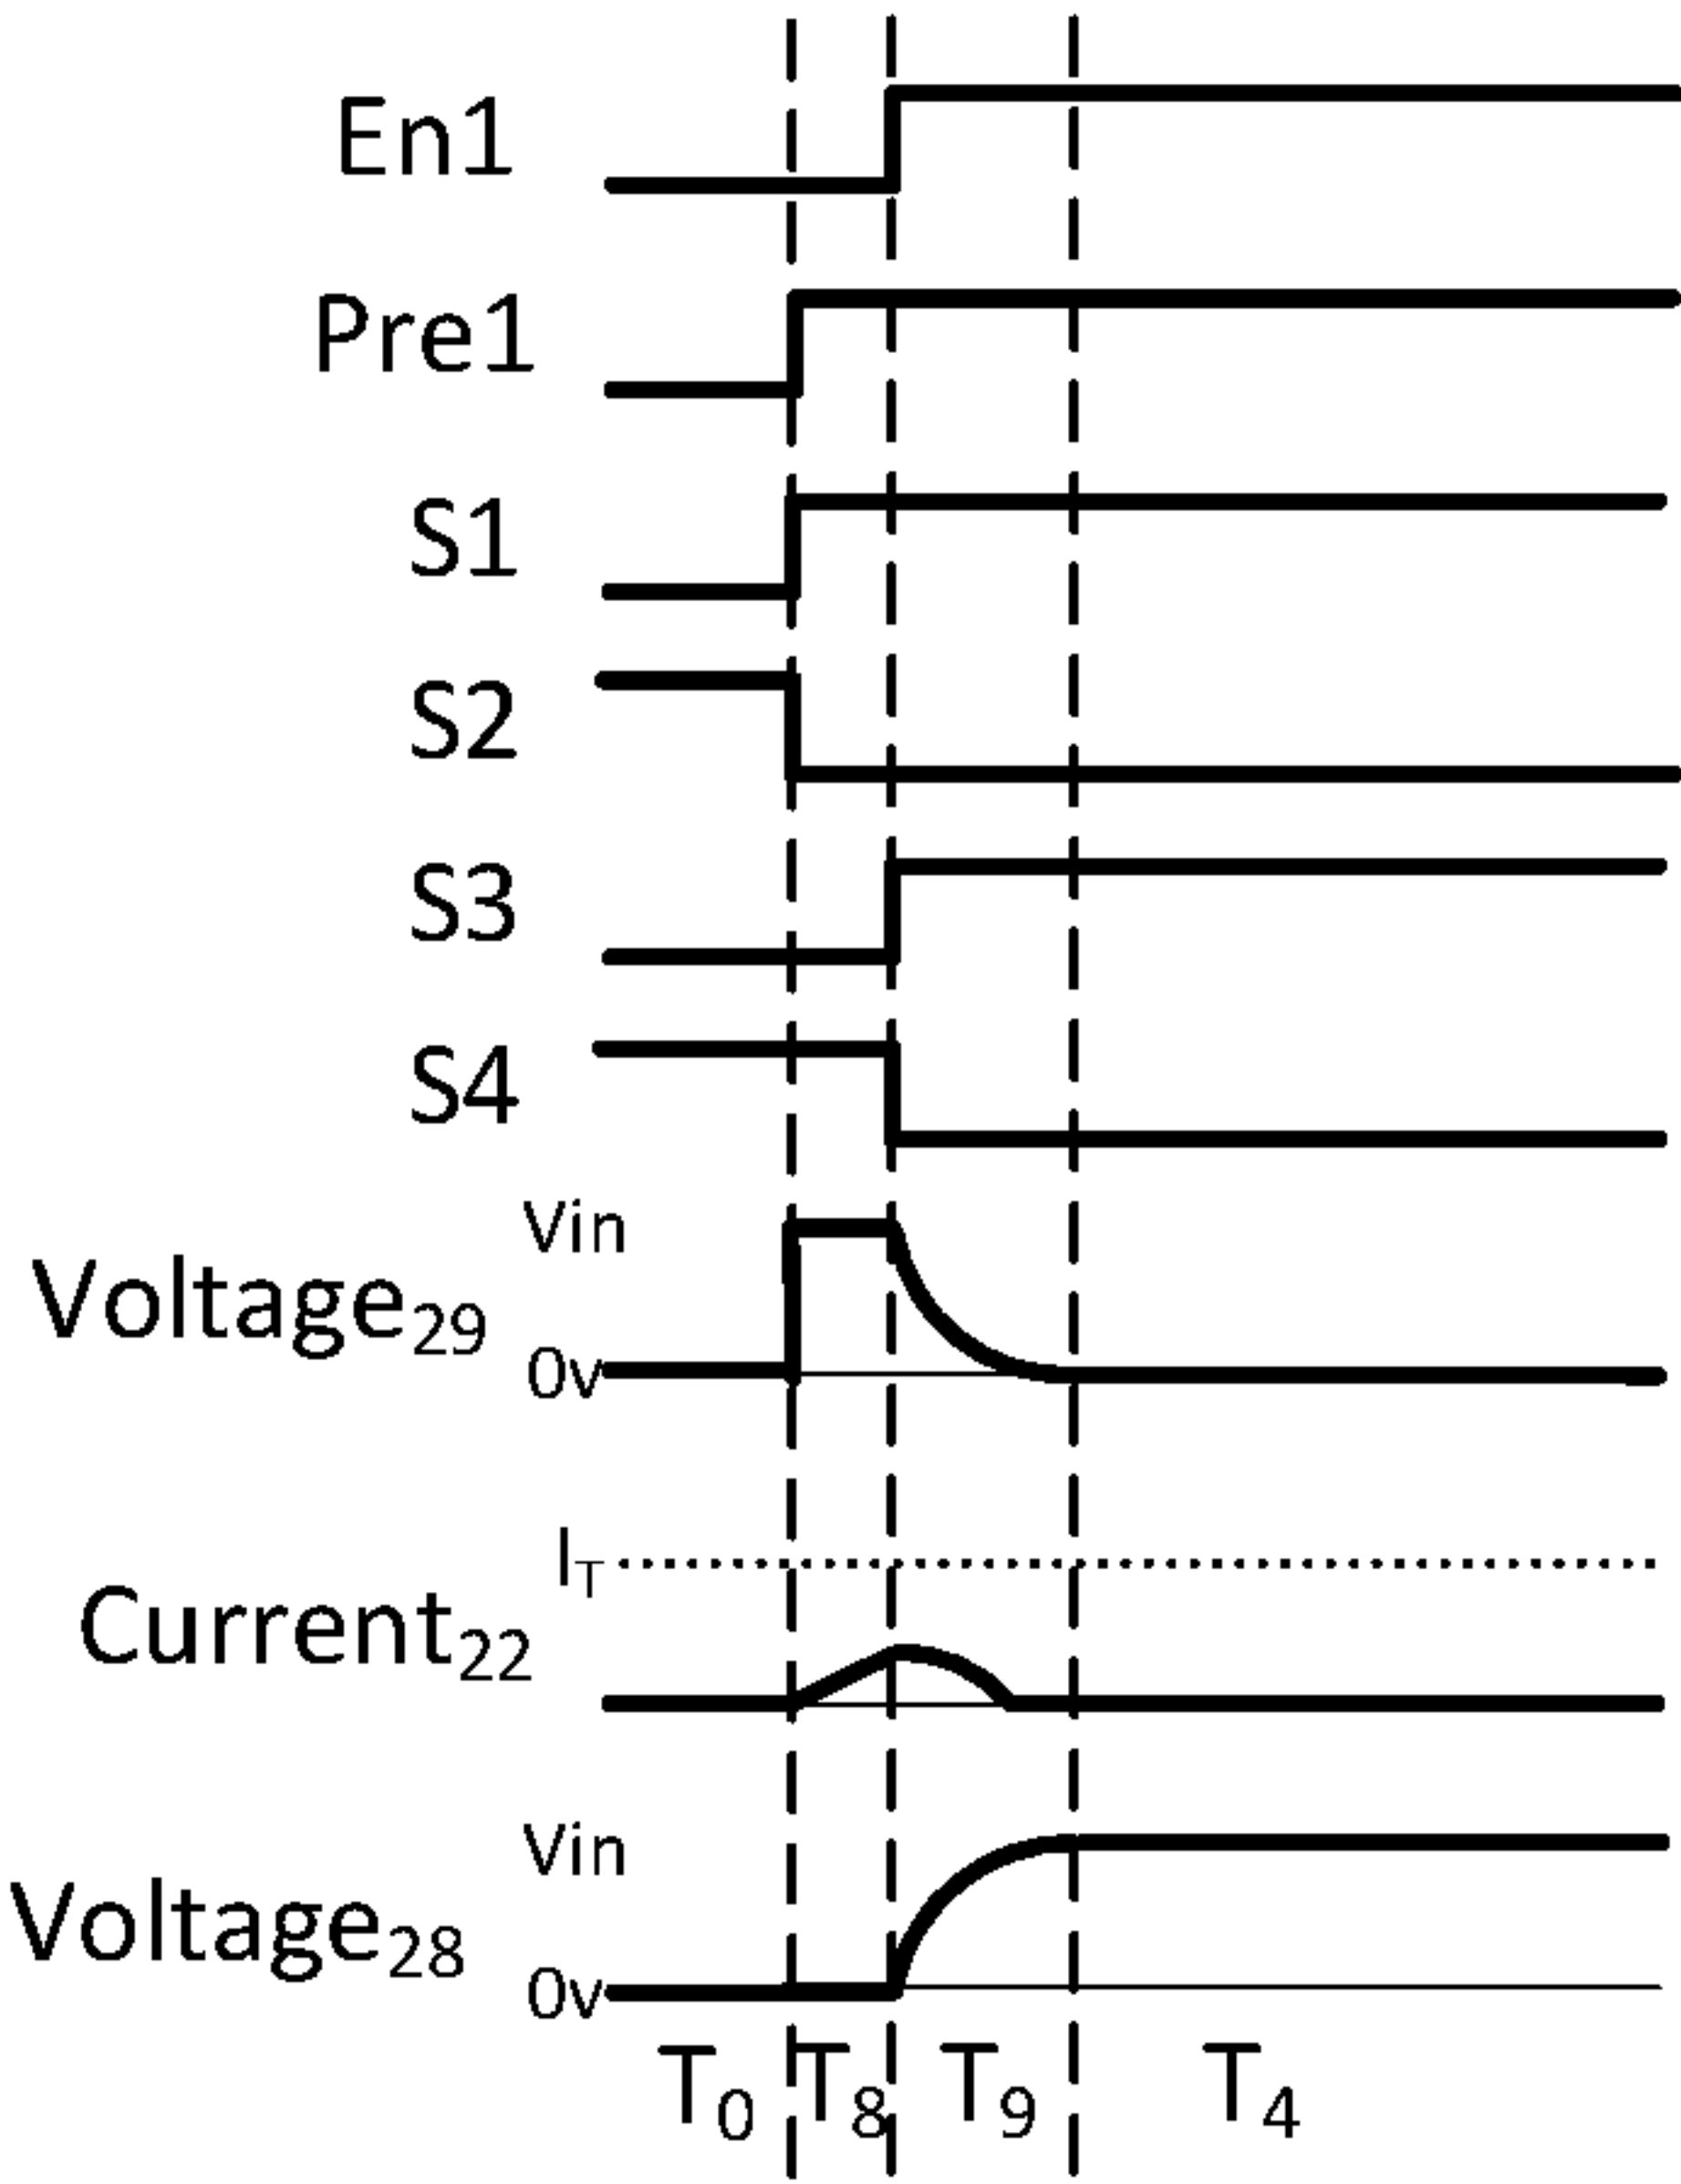 En1
Pre1
S1
S2
S3
S4
Vin
Voltage29
0v
IT
Current22
Vin
Voltage28
0v
T0 T8 T9 T4